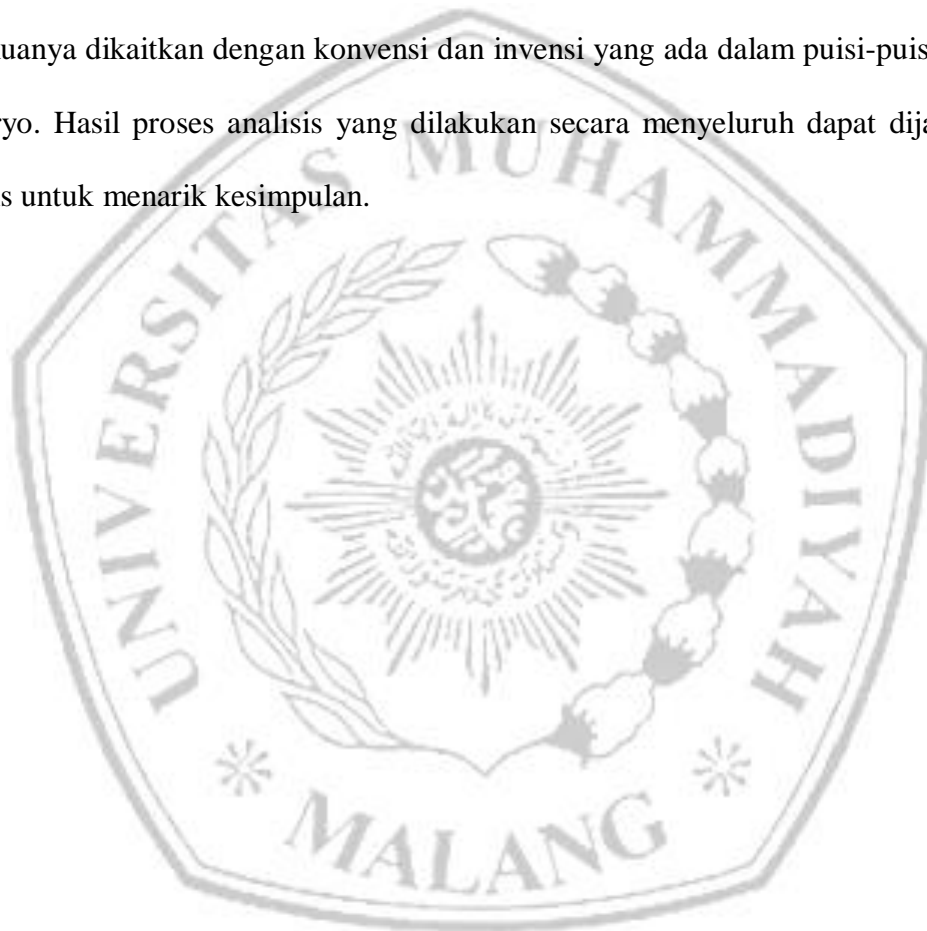 uanya dikaitkan dengan konvensi dan invensi yang ada dalam puisi-puis
ryo. Hasil proses analisis yang dilakukan secara menyeluruh dapat dija
s untuk menarik kesimpulan.
UNIVERSITAS MUHAMMADIYAH
MALANG